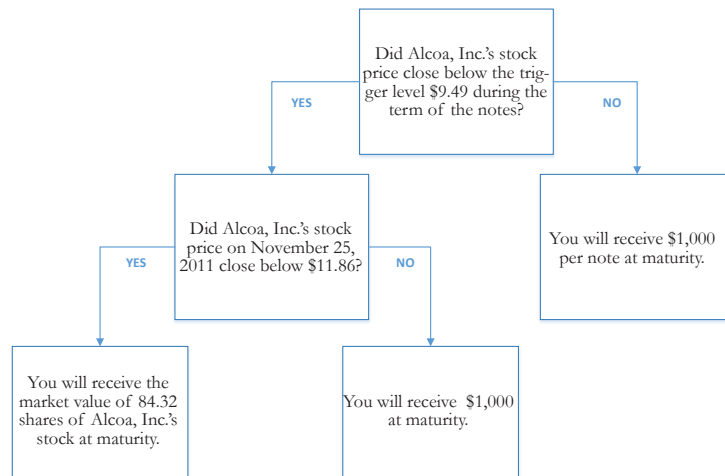 Did Alcoa, Inc.'s stock
price close below the trig-
ger level $9.49 during the
term of the notes?
YES
NO
Did Alcoa, Inc.'s stock
price on November 25,
2011 close below $11.86?
You will receive $1,000
per note at maturity.
YES
NO
You will receive the
market value of 84.32
shares of Alcoa, Inc.'s
stock at maturity.
You will receive $1,000
at maturity.